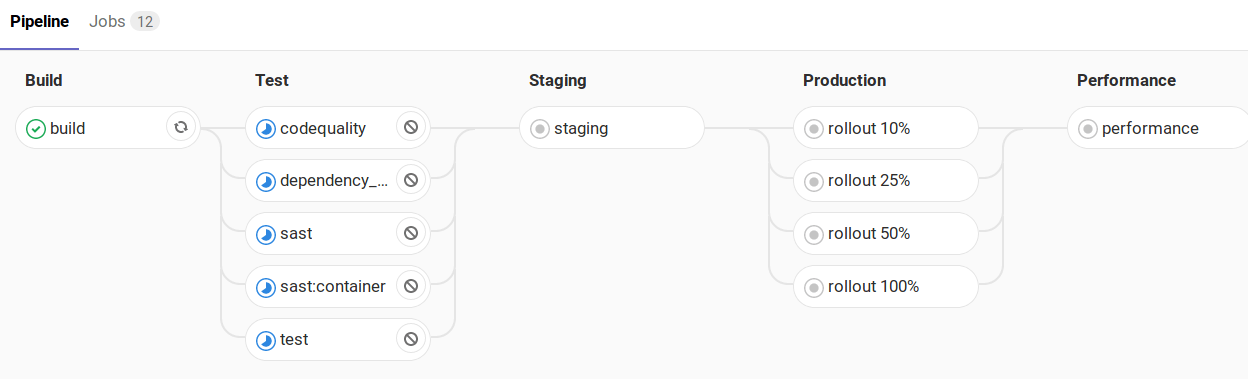 Pipeline Jobs 12
Build Test Staging Production Performance
build codequality staging rollout 10% performance
dependency_... rollout 25%
sast rollout 50%
sast:container rollout 100%
test